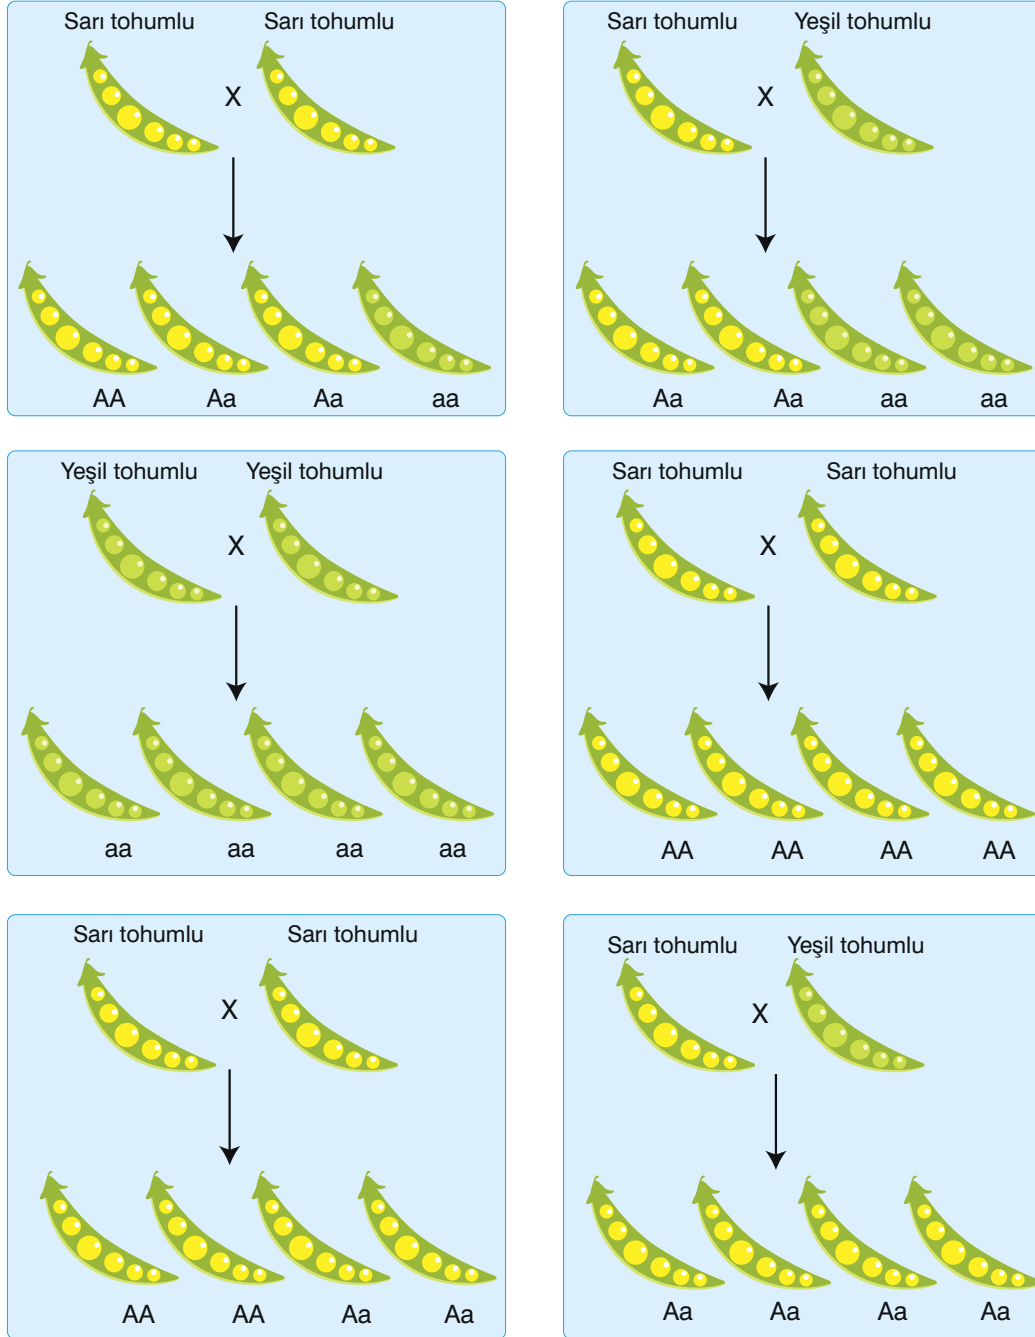 Sarı tohumlu Sarı tohumlu
X
AA Aa Aa aa
Sarı tohumlu Yeşil tohumlu
X
Aa Aa aa aa
Yeşil tohumlu Yeşil tohumlu
X
aa aa aa aa
Sarı tohumlu Sarı tohumlu
X
AA AA AA AA
Sarı tohumlu Sarı tohumlu
X
AA AA Aa Aa
Sarı tohumlu Yeşil tohumlu
X
Aa Aa Aa Aa